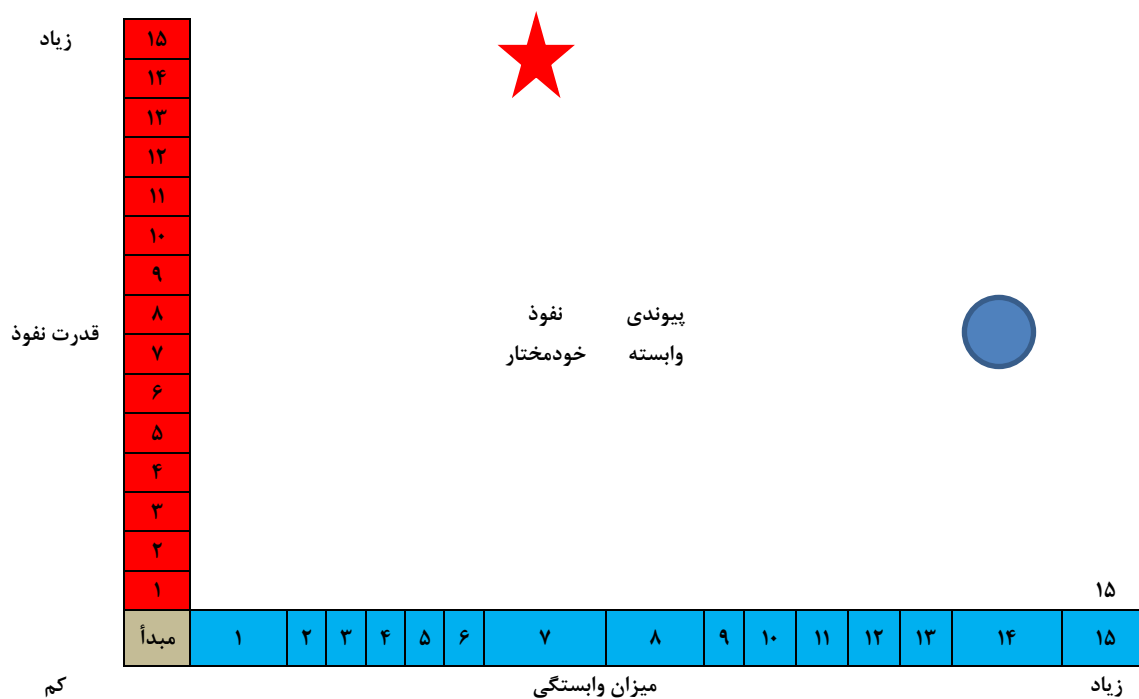 زیاد ۱۵
۱۴
۱۳
۱۲
۱۱
۱۰
۹
۸ نفوذ پیوندی
قدرت نفوذ
۷ خودمختار وابسته
۶
۵
۴
۳
۲
۱ ۱۵
مبدأ ۱ ۲ ۳ ۴ ۵ ۶ ۷ ۸ ۹ ۱۰ ۱۱ ۱۲ ۱۳ ۱۴ ۱۵
کم میزان وابستگی زیاد